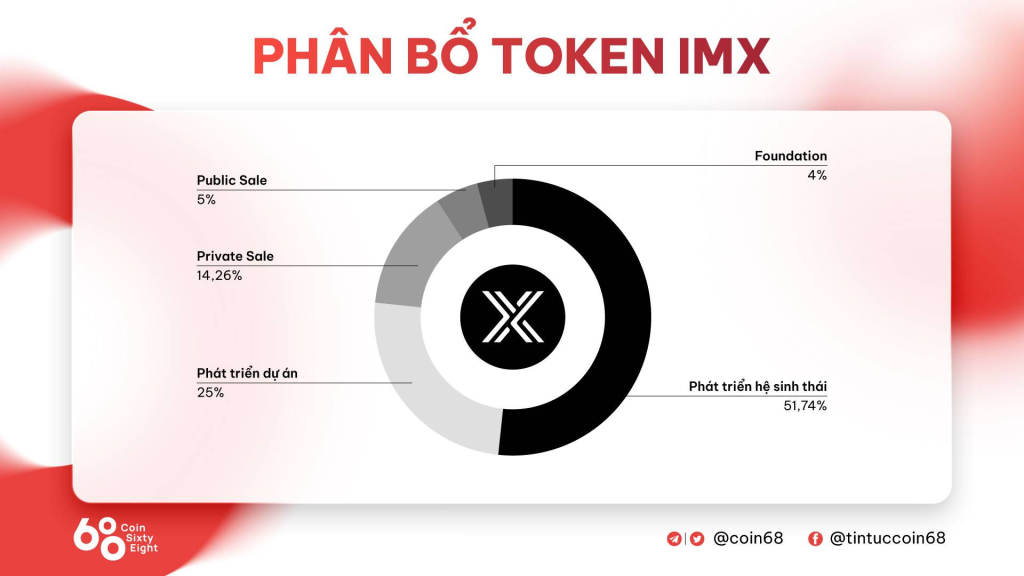 PHÂN BỔ TOKEN IMX
Foundation
4%
Public Sale
5%
Private Sale
14,26%
Phát triển dự án
25%
Phát triển hệ sinh thái
51,74%
68 Coin
Sixty
Eight
@coin68
@tintuccoin68